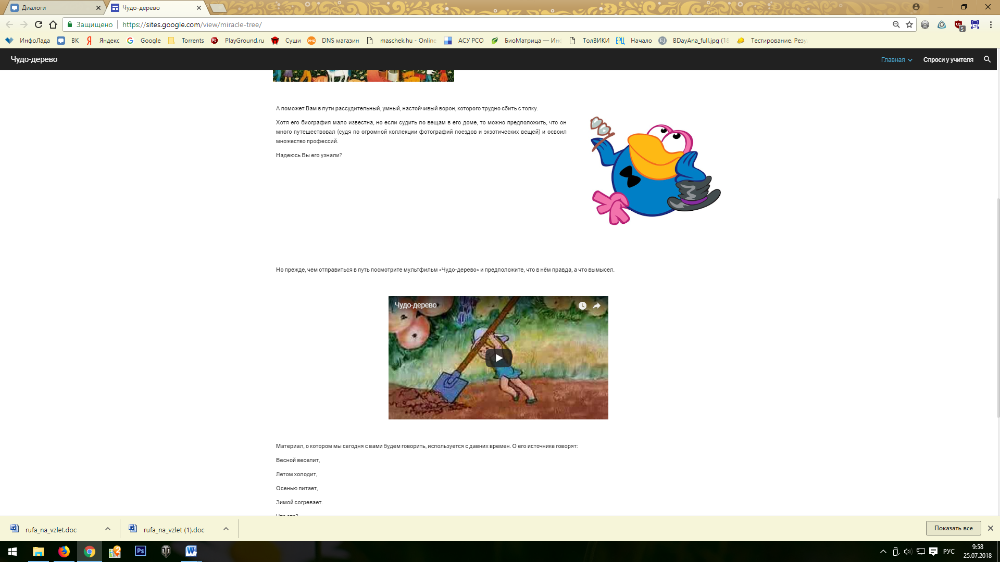 Диалоги
Чудо-дерево
Защищено
https://sites.google.com/view/miracle-tree/
5
ИнфоЛада ВК Яндекс Google Torrents PlayGround.ru Суши DNS магазин maschek.hu - Online АСУ РСО БиоМатрица — Ин ТолВИКИ ЕРЦ Начало BDayAna_full.jpg (18 Тестирование. Резу
Чудо-дерево
Главная Спроси у учителя
А поможет Вам в пути рассудительный, умный, настойчивый ворон, которого трудно сбить с толку.
Хотя его биография мало известна, но если судить по вещам в его доме, то можно предположить, что он
много путешествовал (судя по огромной коллекции фотографий поездов и экзотических вещей) и освоил
множество профессий.
Надеюсь Вы его узнали?
Но прежде, чем отправиться в путь посмотрите мультфильм «Чудо-дерево» и предположите, что в нём правда, а что вымысел.
Чудо-дерево
Материал, о котором мы сегодня с вами будем говорить, используется с давних времен. О его источнике говорят:
Весной веселит,
Летом холодит,
Осенью питает,
Зимой согревает.
rufa_na_vzlet.doc
rufa_na_vzlet (1).doc
Показать все
РУС
9:58
25.07.2018